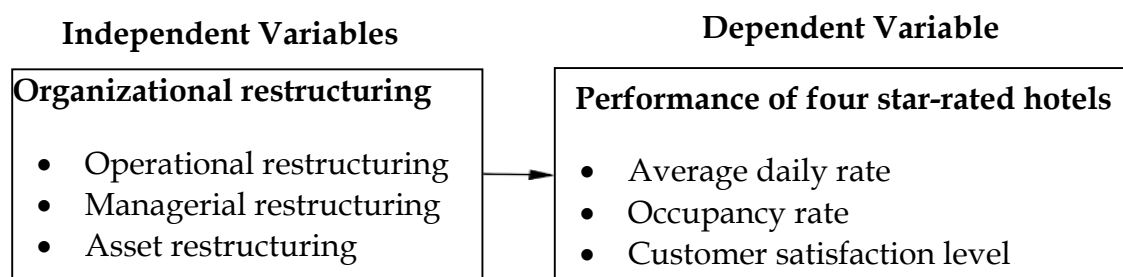 Independent Variables
Organizational restructuring
• Operational restructuring
• Managerial restructuring
• Asset restructuring
Dependent Variable
Performance of four star-rated hotels
• Average daily rate
• Occupancy rate
• Customer satisfaction level